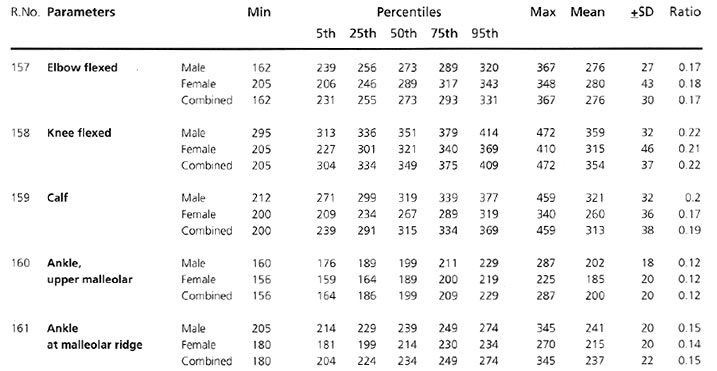 R.No. Parameters Min Percentiles Max Mean ±SD Ratio
5th 25th 50th 75th 95th
157 Elbow flexed Male 162 239 256 273 289 320 367 276 27 0.17
Female 205 206 246 289 317 343 348 280 43 0.18
Combined 162 231 255 273 293 331 367 276 30 0.17
158 Knee flexed Male 295 313 336 351 379 414 472 359 32 0.22
Female 205 227 301 321 340 369 410 315 46 0.21
Combined 205 304 334 349 375 409 472 354 37 0.22
159 Calf Male 212 271 299 319 339 377 459 321 32 0.2
Female 200 209 234 267 289 319 340 260 36 0.17
Combined 200 239 291 315 334 369 459 313 38 0.19
160 Ankle, Male 160 176 189 199 211 229 287 202 18 0.12
upper malleolar Female 156 159 164 189 200 219 225 185 20 0.12
Combined 156 164 186 199 209 229 287 200 20 0.12
161 Ankle Male 205 214 229 239 249 274 345 241 20 0.15
at malleolar ridge Female 180 181 199 214 230 234 270 215 20 0.14
Combined 180 204 224 234 249 274 345 237 22 0.15